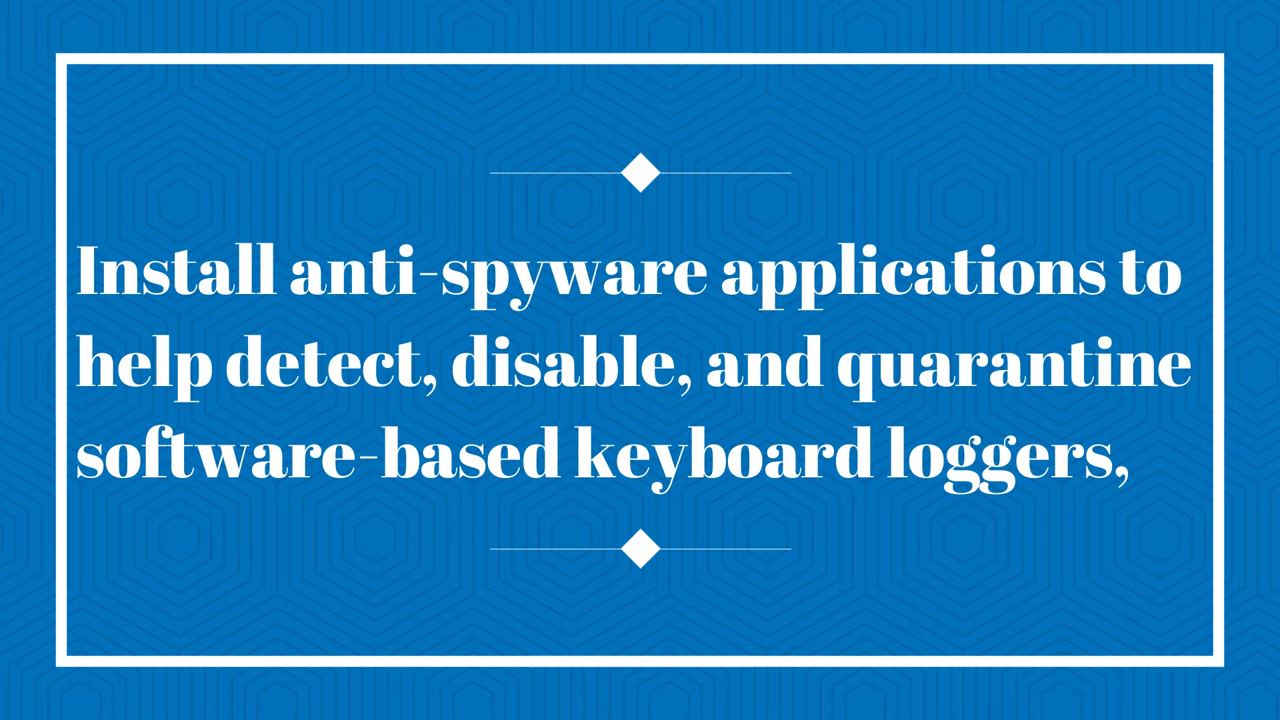 Install anti-spyware applications to
help detect, disable, and quarantine
software-based keyboard loggers,